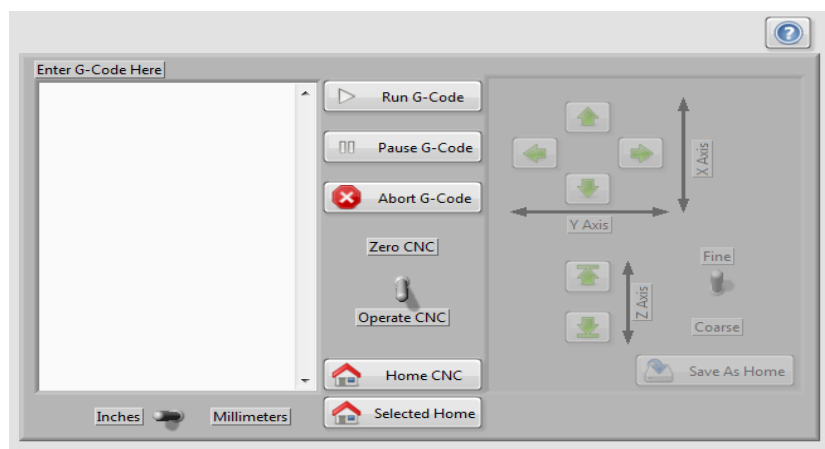 Enter G-Code Here
Run G-Code
Pause G-Code
Abort G-Code
Zero CNC
Operate CNC
Home CNC
Selected Home
Inches
Millimeters
X Axis
Y Axis
Z Axis
Fine
Coarse
Save As Home